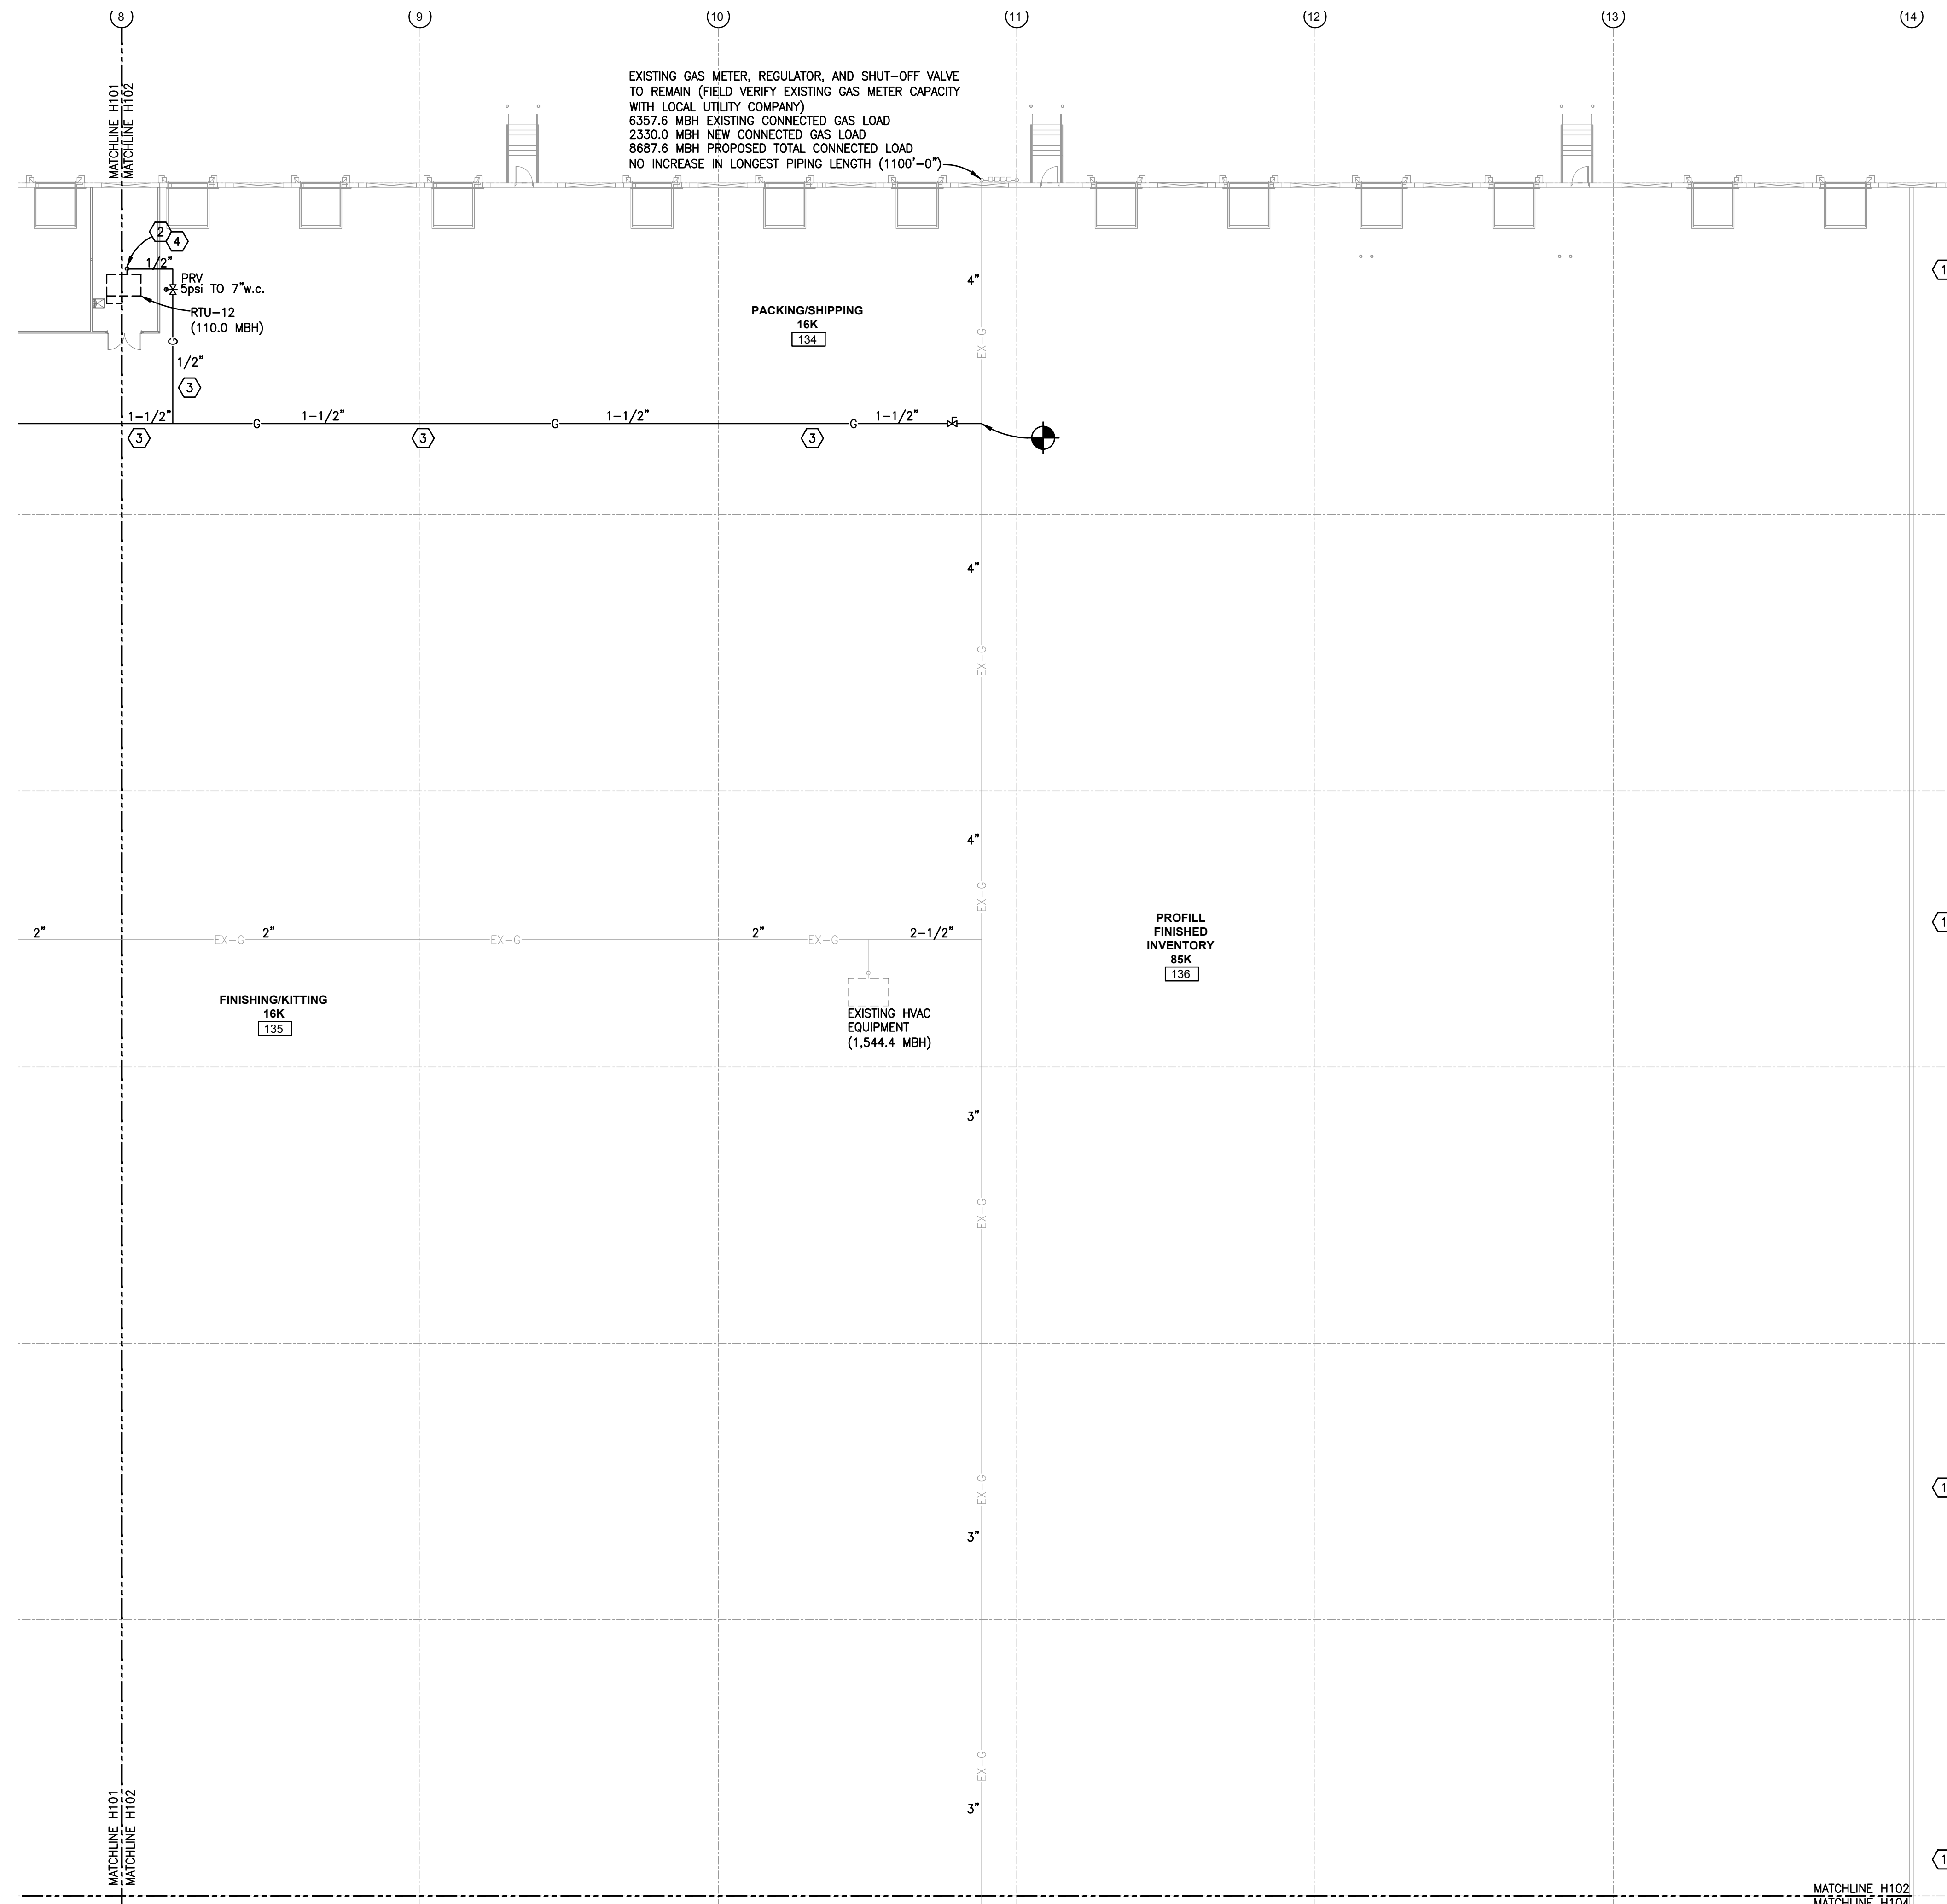 8
9
10
11
12
13
14
MATCHLINE H101
MATCHLINE H102
EXISTING GAS METER, REGULATOR, AND SHUT-OFF VALVE
TO REMAIN (FIELD VERIFY EXISTING GAS METER CAPACITY
WITH LOCAL UTILITY COMPANY)
6357.6 MBH EXISTING CONNECTED GAS LOAD
2330.0 MBH NEW CONNECTED GAS LOAD
8687.6 MBH PROPOSED TOTAL CONNECTED LOAD
NO INCREASE IN LONGEST PIPING LENGTH (1100'-0")
2
4
1/2"
PRV
5psi TO 7"w.c.
RTU-12
(110.0 MBH)
G
1/2"
3
4"
1
PACKING/SHIPPING
16K
134
EX-G
1-1/2"
G
1-1/2"
G
1-1/2"
G
1-1/2"
3
3
3
4"
EX-G
4"
EX-G
2"
EX-G
2"
EX-G
2"
EX-G
2-1/2"
PROFILL
FINISHED
INVENTORY
85K
136
1
FINISHING/KITTING
16K
135
EXISTING HVAC
EQUIPMENT
(1,544.4 MBH)
3"
EX-G
EX-G
1
3"
EX-G
3"
MATCHLINE H101
MATCHLINE H102
1
MATCHLINE H102
MATCHLINE H104